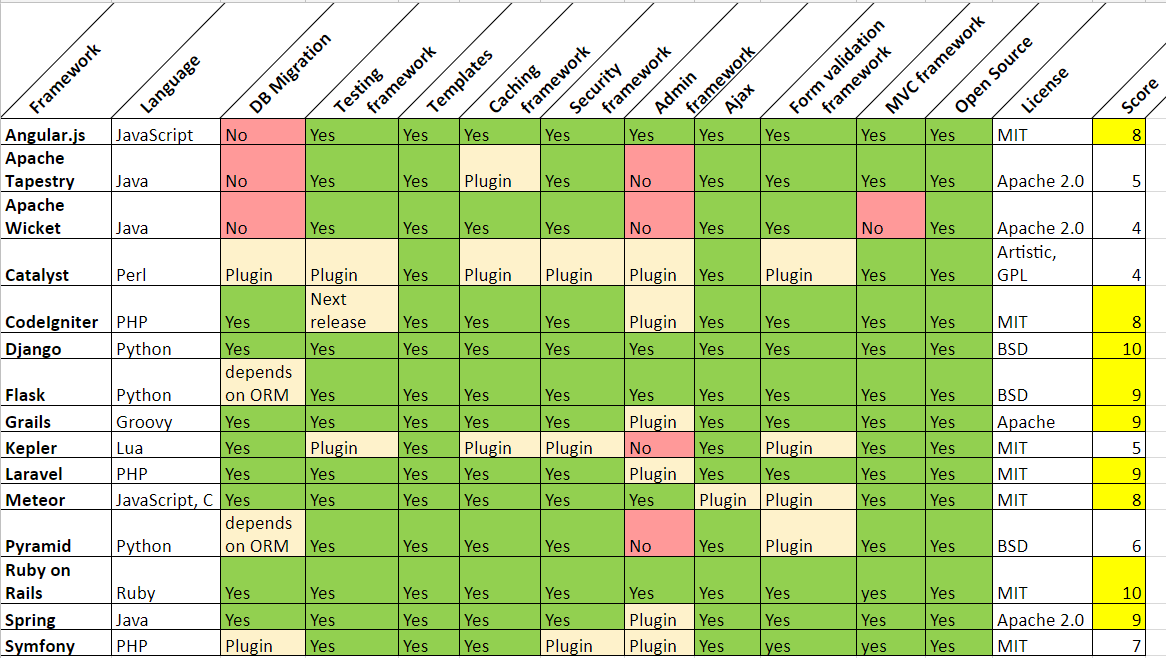 Framework Language DB Migration Testing framework Templates Caching framework Security framework Admin framework Ajax Form validation framework MVC framework Open Source License Score
Angular.js JavaScript No Yes Yes Yes Yes Yes Yes Yes Yes Yes MIT 8
Apache
Tapestry Java No Yes Yes Plugin Yes No Yes Yes Yes Yes Apache 2.0 5
Apache
Wicket Java No Yes Yes Yes Yes No Yes Yes No Yes Apache 2.0 4
Artistic,
Catalyst Perl Plugin Plugin Yes Plugin Plugin Plugin Yes Plugin Yes Yes GPL 4
Next
CodeIgniter PHP Yes release Yes Yes Yes Plugin Yes Yes Yes Yes MIT 8
Django Python Yes Yes Yes Yes Yes Yes Yes Yes Yes Yes BSD 10
depends
Flask Python on ORM Yes Yes Yes Yes Yes Yes Yes Yes Yes BSD 9
Grails Groovy Yes Yes Yes Yes Yes Plugin Yes Yes Yes Yes Apache 9
Kepler Lua Yes Plugin Yes Plugin Plugin No Yes Plugin Yes Yes MIT 5
Laravel PHP Yes Yes Yes Yes Yes Plugin Yes Yes Yes Yes MIT 9
Meteor JavaScript, C Yes Yes Yes Yes Yes Yes Plugin Plugin Yes Yes MIT 8
depends
Pyramid Python on ORM Yes Yes Yes Yes No Yes Plugin Yes Yes BSD 6
Ruby on
Rails Ruby Yes Yes Yes Yes Yes Yes Yes Yes yes Yes MIT 10
Spring Java Yes Yes Yes Yes Yes Plugin Yes Yes Yes Yes Apache 2.0 9
Symfony PHP Plugin Yes Yes Yes Plugin Plugin Yes yes yes Yes MIT 7